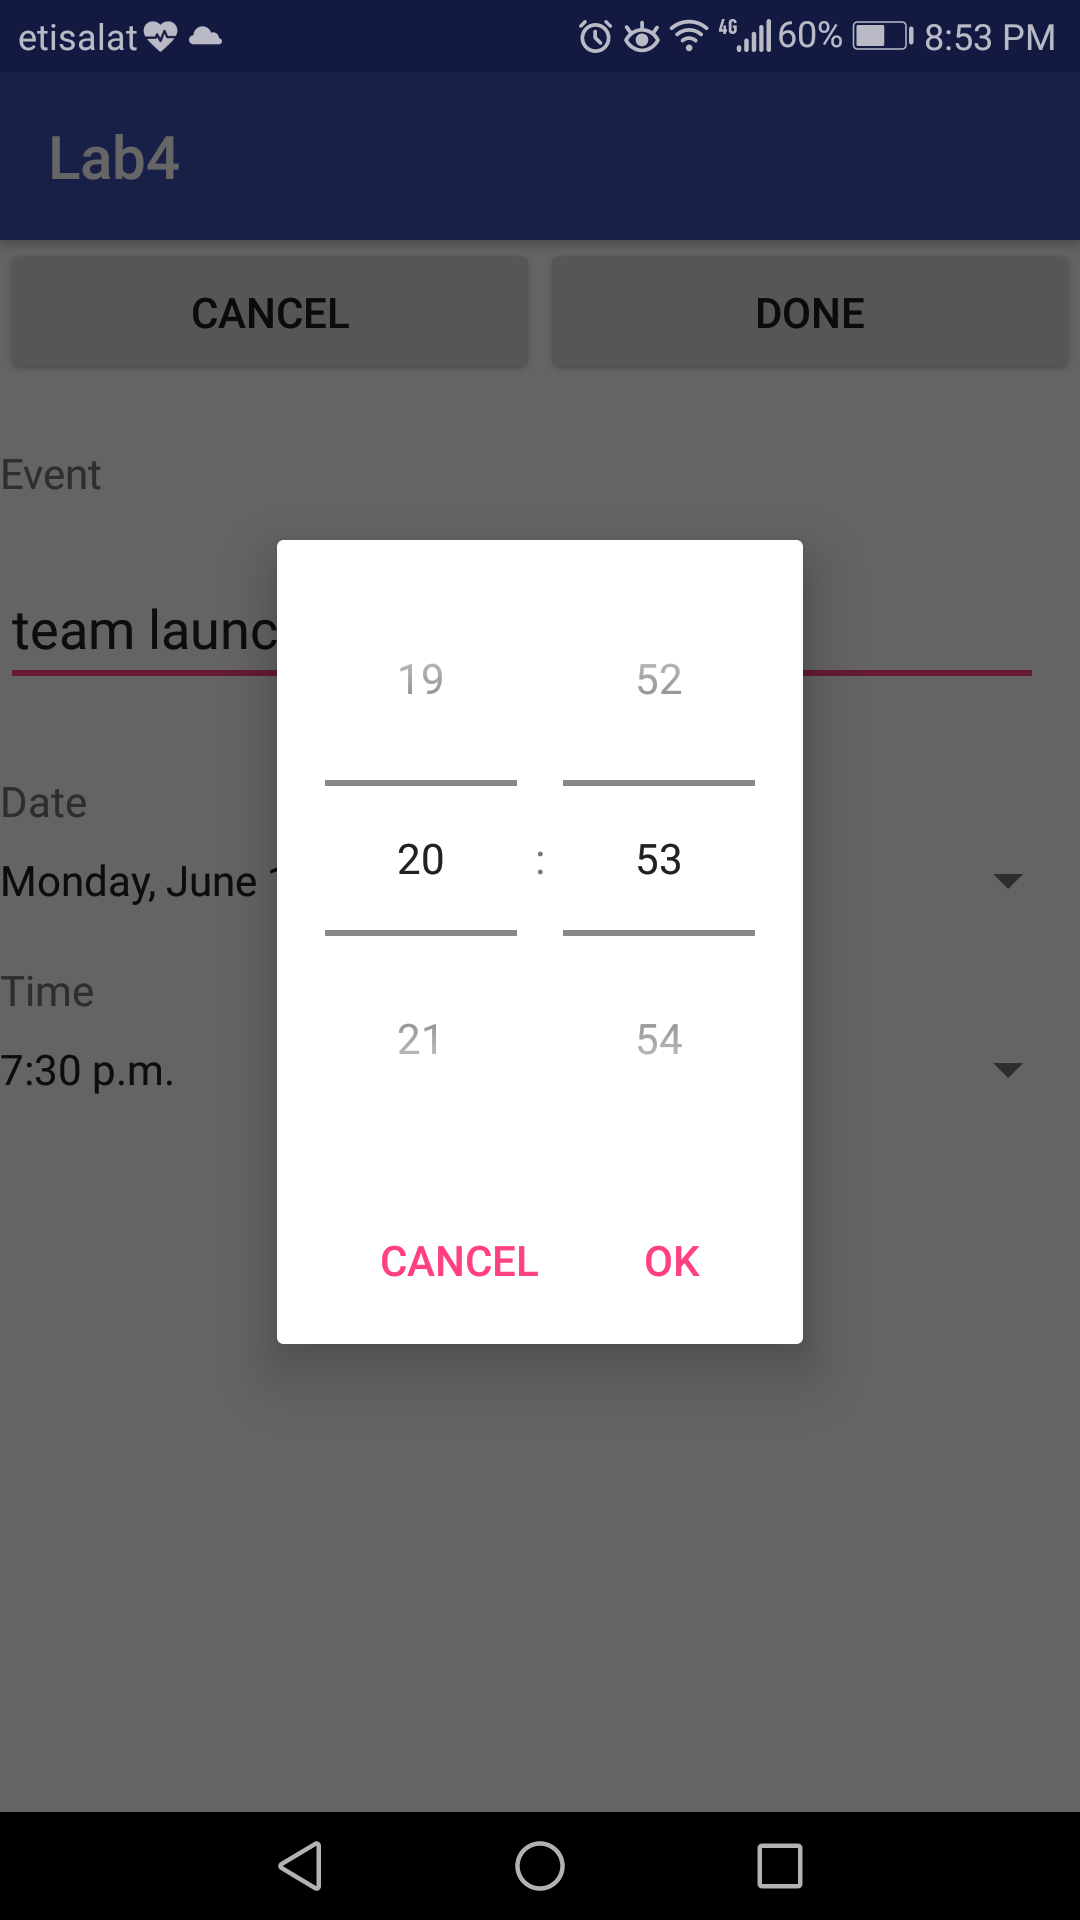 etisalat 4G 60% 8:53 PM
Lab4
CANCEL DONE
Event
team launc
19 52
Date
20 : 53
Monday, June
Time
21 54
7:30 p.m.
CANCEL OK